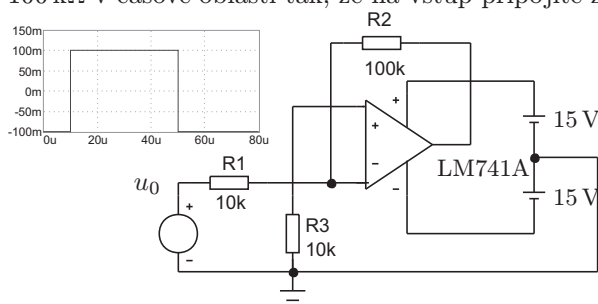 100 kΩ v časové oblasti tak, že na vstup připojíte z
150m
100m
50m
0m
-50m
-100m
0u 20u 40u 60u 80u
R2
100k
+
+
-
-
15 V
LM741A
15 V
R1
10k
u0
+
-
R3
10k